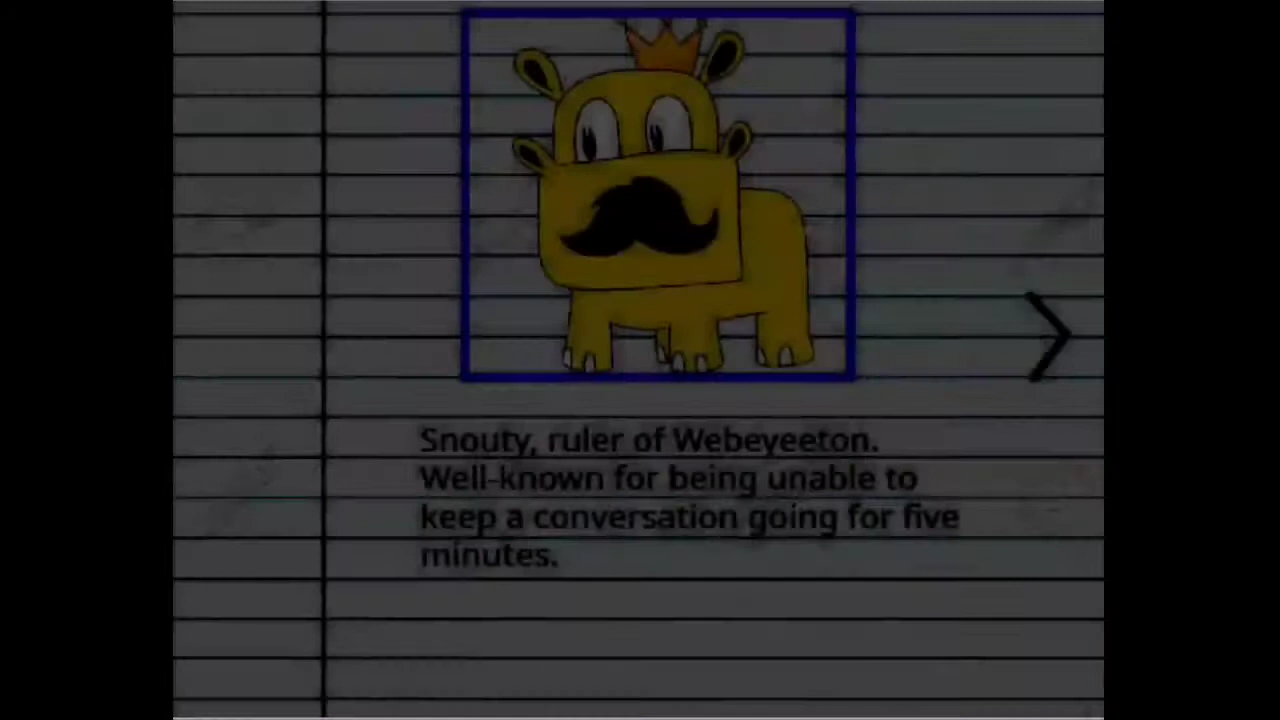 Snouty, ruler of Webeyeeton.
Well-known for being unable to
keep a conversation going for five
minutes.